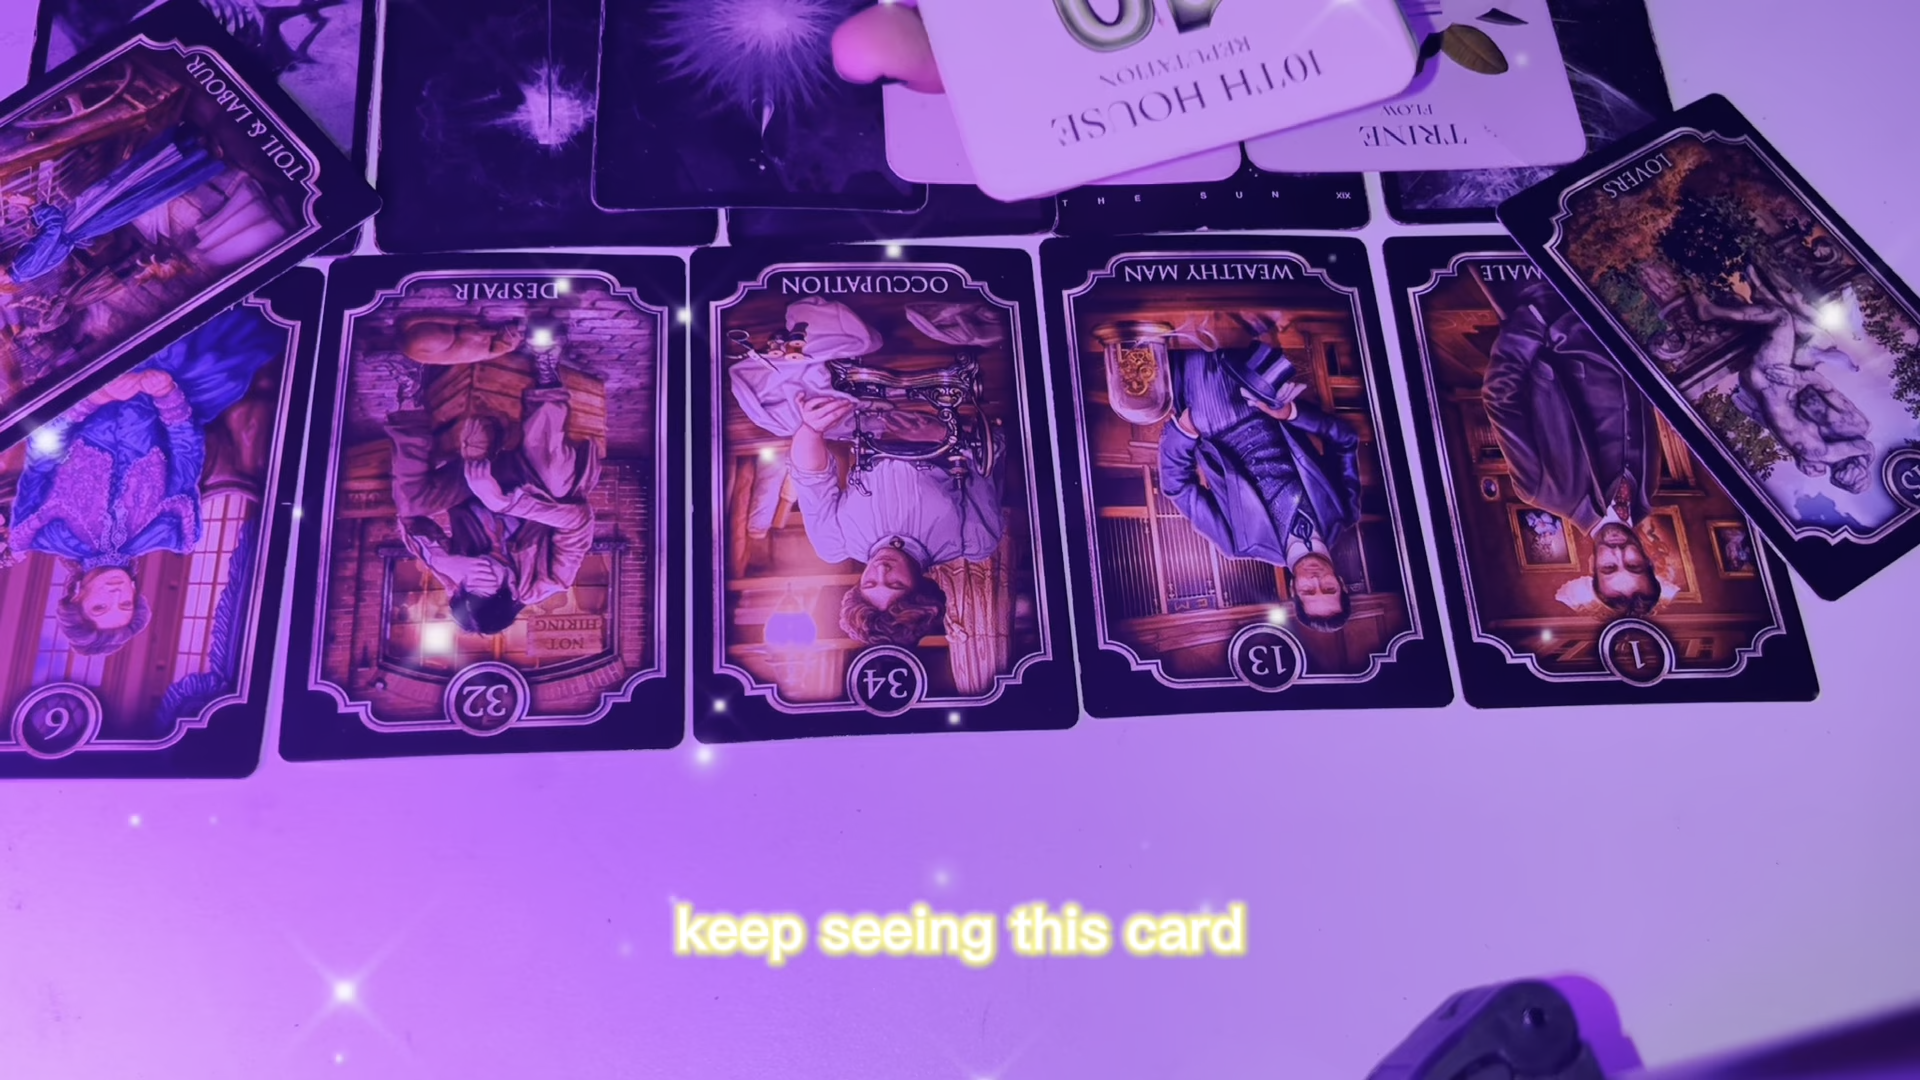 TOIL & LABOUR
10TH HOUSE
REPUTATION
TRINE
FLOW
THE SUN
XIX
LOVERS
DESPAIR
OCCUPATION
WEALTHY MAN
MALE
NOT
HIRING
6
32
34
13
1
keep seeing this card